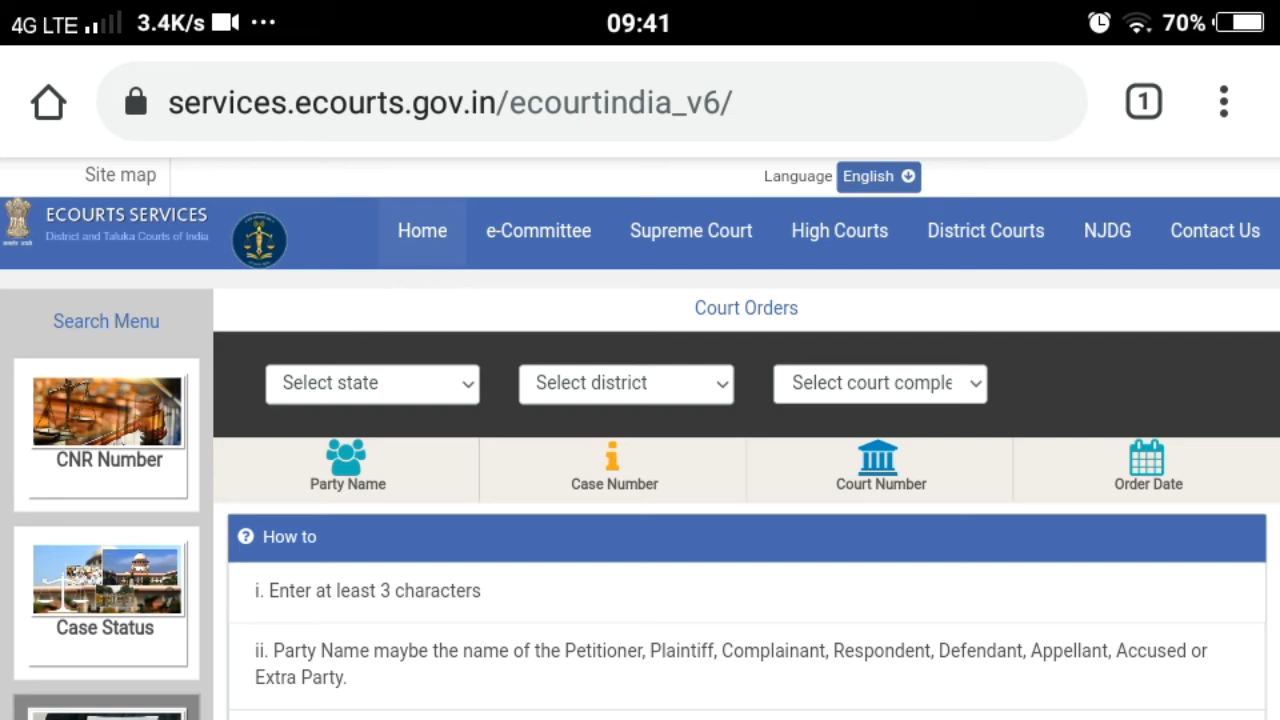 4G LTE 3.4K/s ... 09:41 70%
services.ecourts.gov.in/ecourtindia_v6/ 1
Site map
Language English
ECOURTS SERVICES
District and Taluka Courts of India
Home e-Committee Supreme Court High Courts District Courts NJDG Contact Us
Search Menu
Court Orders
Select state Select district Select court comple
CNR Number
Party Name Case Number Court Number Order Date
How to
i. Enter at least 3 characters
Case Status
ii. Party Name maybe the name of the Petitioner, Plaintiff, Complainant, Respondent, Defendant, Appellant, Accused or
Extra Party.